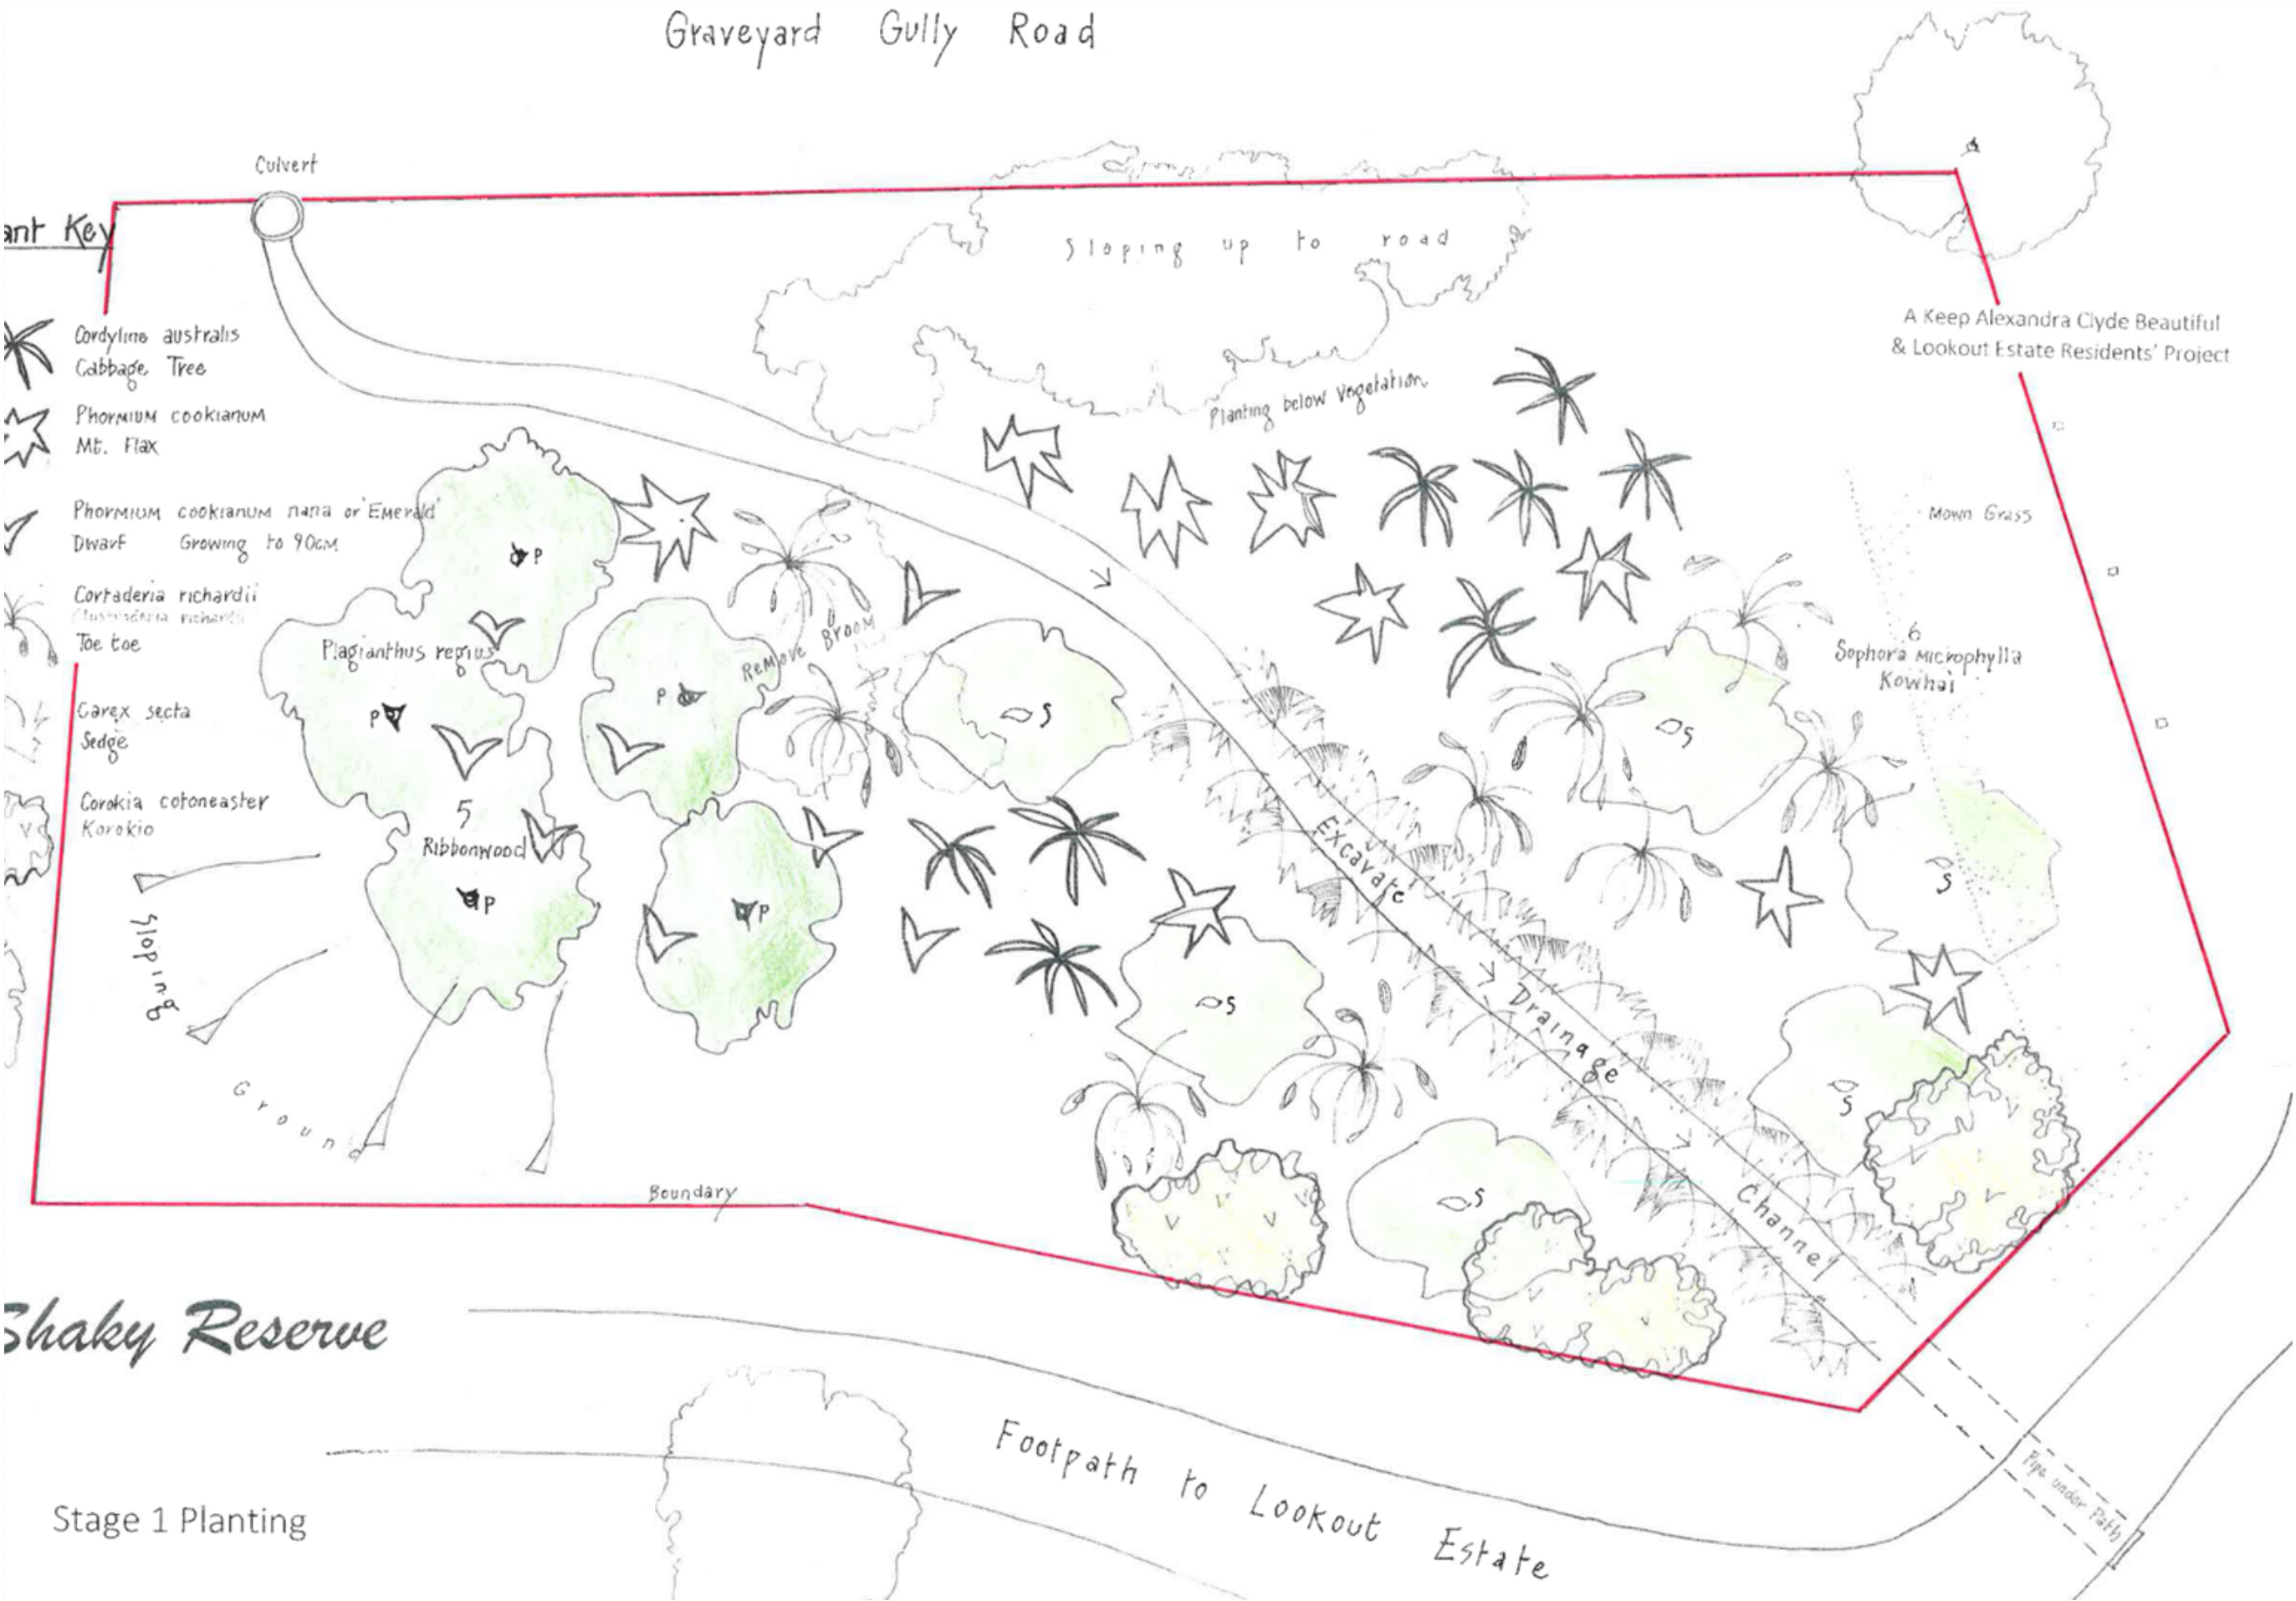 Graveyard Gully Road
Culvert
ant Key
Sloping up to road
A Keep Alexandra Clyde Beautiful
& Lookout Estate Residents' Project
Cordyline australis
Cabbage Tree
Planting below vegetation
Phormium cookianum
Mt. Flax
Phormium cookianum nana or 'Emerald'
Dwarf Growing to 90cm
Mown Grass
P
Cortaderia richardii
Toe toe
Remove Broom
Plagianthus regius
6
Sophora Microphylla
Kowhai
P
P
S
S
Carex secta
Sedge
Corokia cotoneaster
Korokio
5
Ribbonwood
P
P
S
Excavate Drainage Channel
Sloping Ground
S
S
S
Boundary
Shaky Reserve
Footpath to Lookout Estate
Pipe under Path
Stage 1 Planting